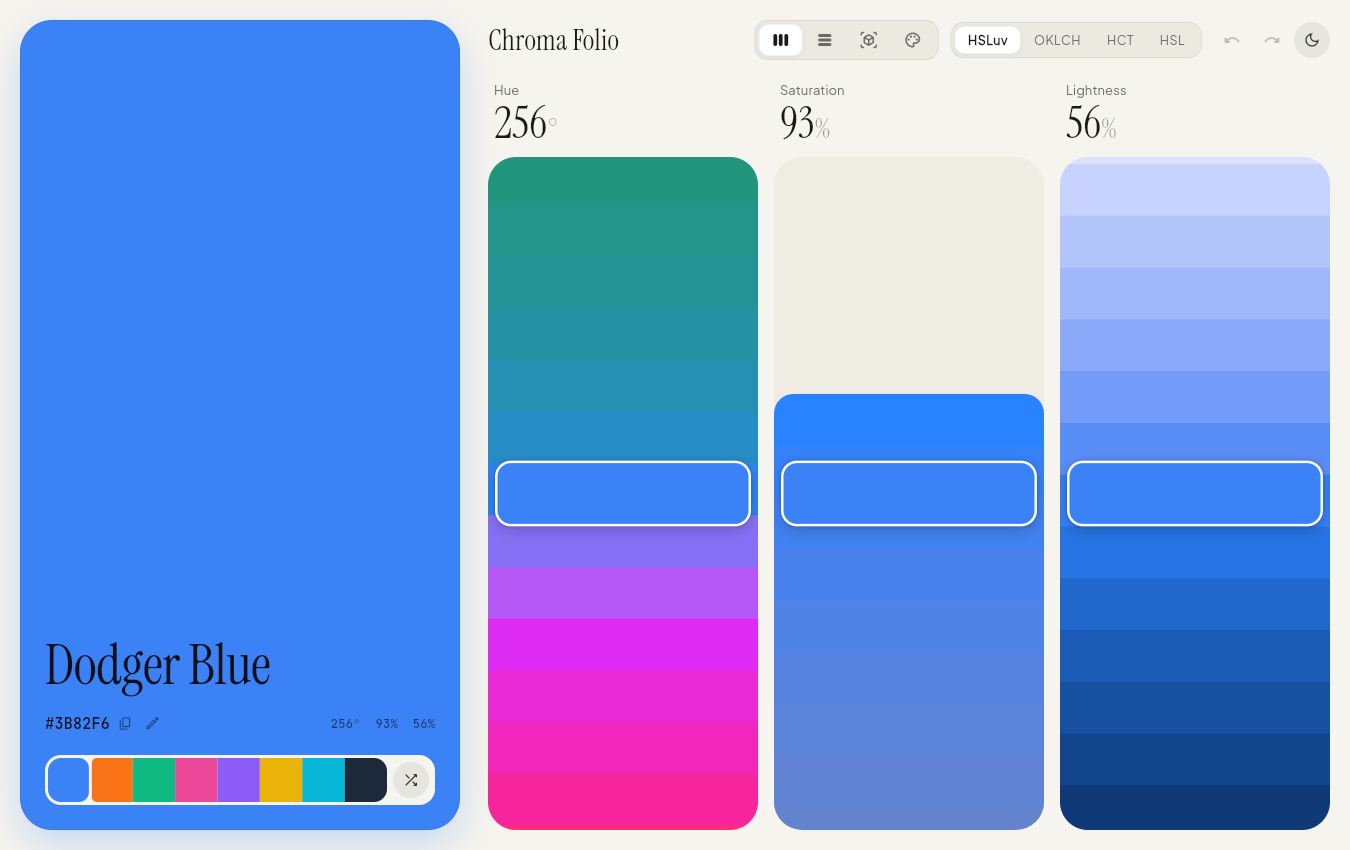 Chroma Folio
HSLuv
OKLCH
HCT
HSL
Hue
256°
Saturation
93%
Lightness
56%
Dodger Blue
#3B82F6
256° 93% 56%